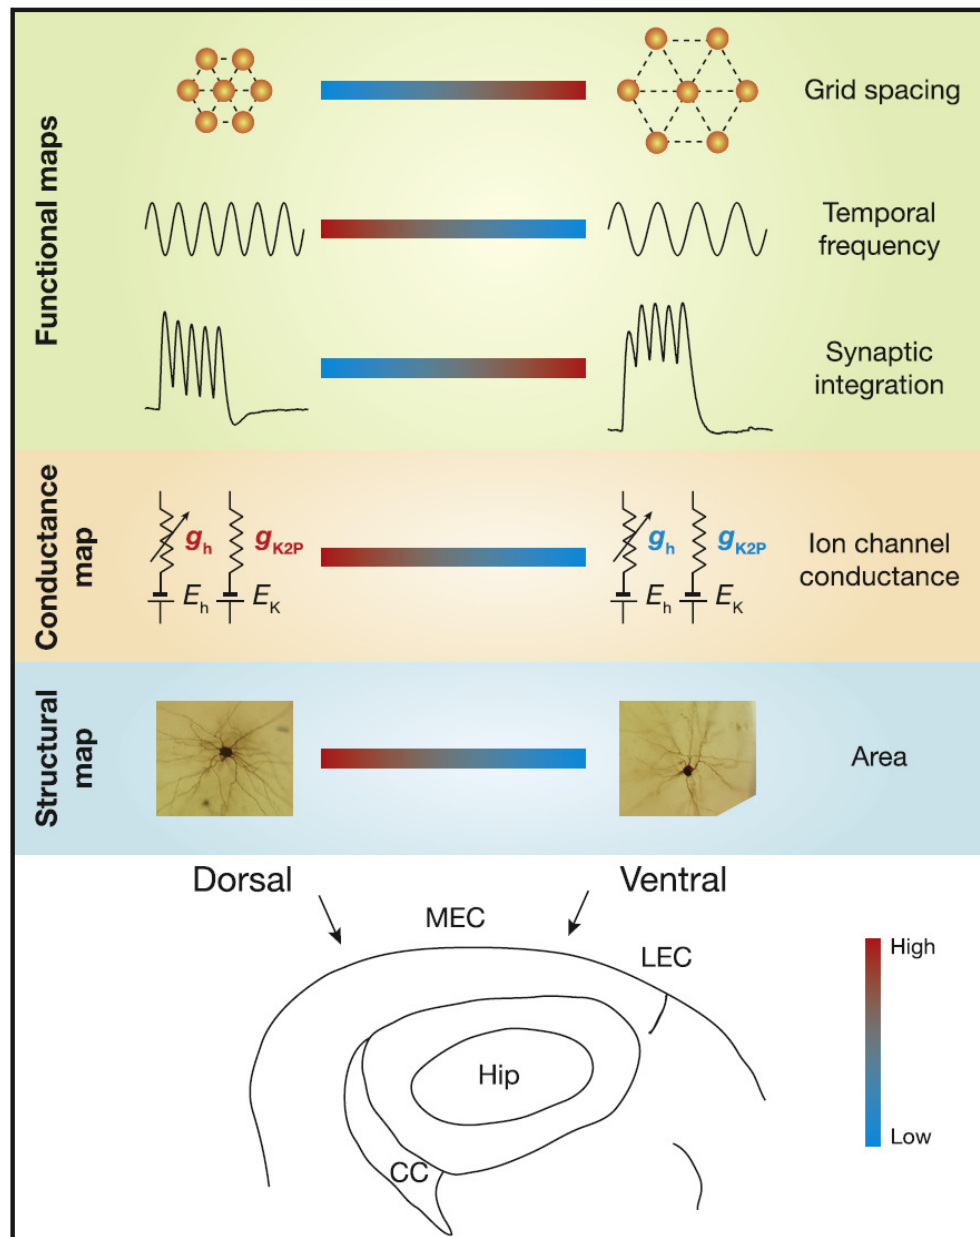 Functional maps
Grid spacing
Temporal
frequency
Synaptic
integration
Conductance
map
gh
gK2P
Eh
EK
gh
gK2P
Eh
EK
Ion channel
conductance
Structural
map
Area
Dorsal
Ventral
MEC
LEC
Hip
CC
High
Low